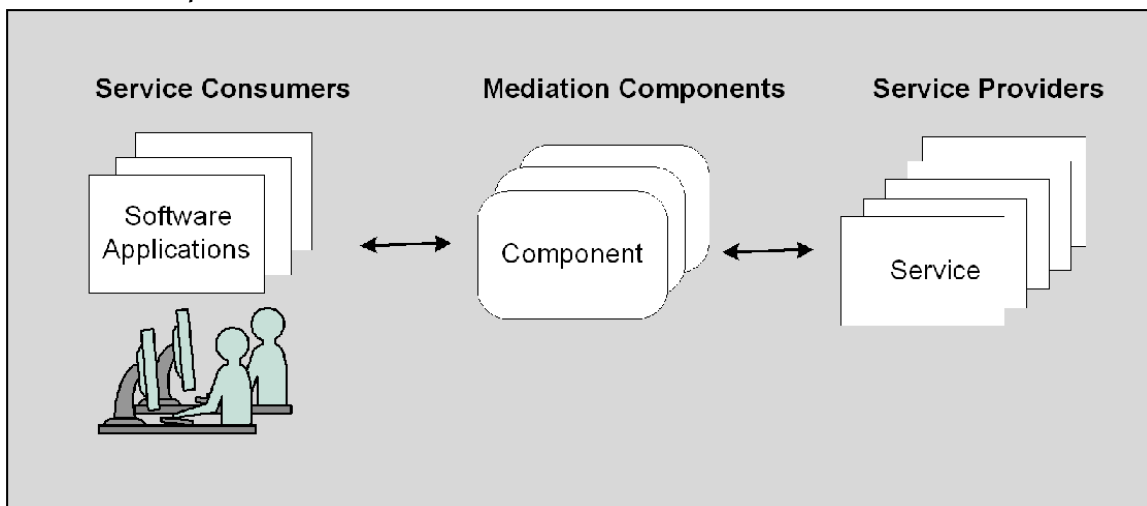 Service Consumers
Mediation Components
Service Providers
Software
Applications
Component
Service